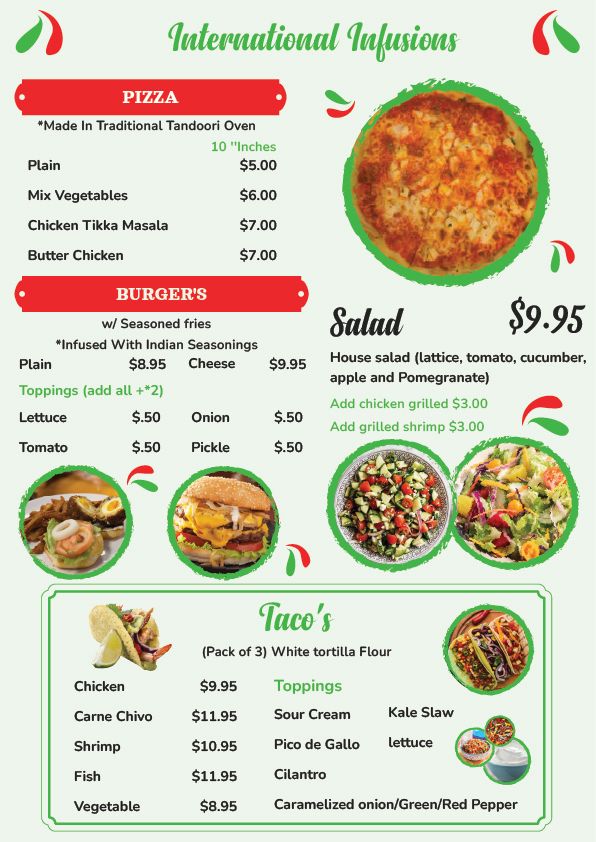 International Infusions
PIZZA
*Made In Traditional Tandoori Oven
10 "Inches
Plain $5.00
Mix Vegetables $6.00
Chicken Tikka Masala $7.00
Butter Chicken $7.00
BURGER'S
w/ Seasoned fries
*Infused With Indian Seasonings
Plain $8.95 Cheese $9.95
Toppings (add all +*2)
Lettuce $.50 Onion $.50
Tomato $.50 Pickle $.50
Salad $9.95
House salad (lattice, tomato, cucumber,
apple and Pomegranate)
Add chicken grilled $3.00
Add grilled shrimp $3.00
Taco's
(Pack of 3) White tortilla Flour
Chicken $9.95
Carne Chivo $11.95
Shrimp $10.95
Fish $11.95
Vegetable $8.95
Toppings
Sour Cream Kale Slaw
Pico de Gallo lettuce
Cilantro
Caramelized onion/Green/Red Pepper